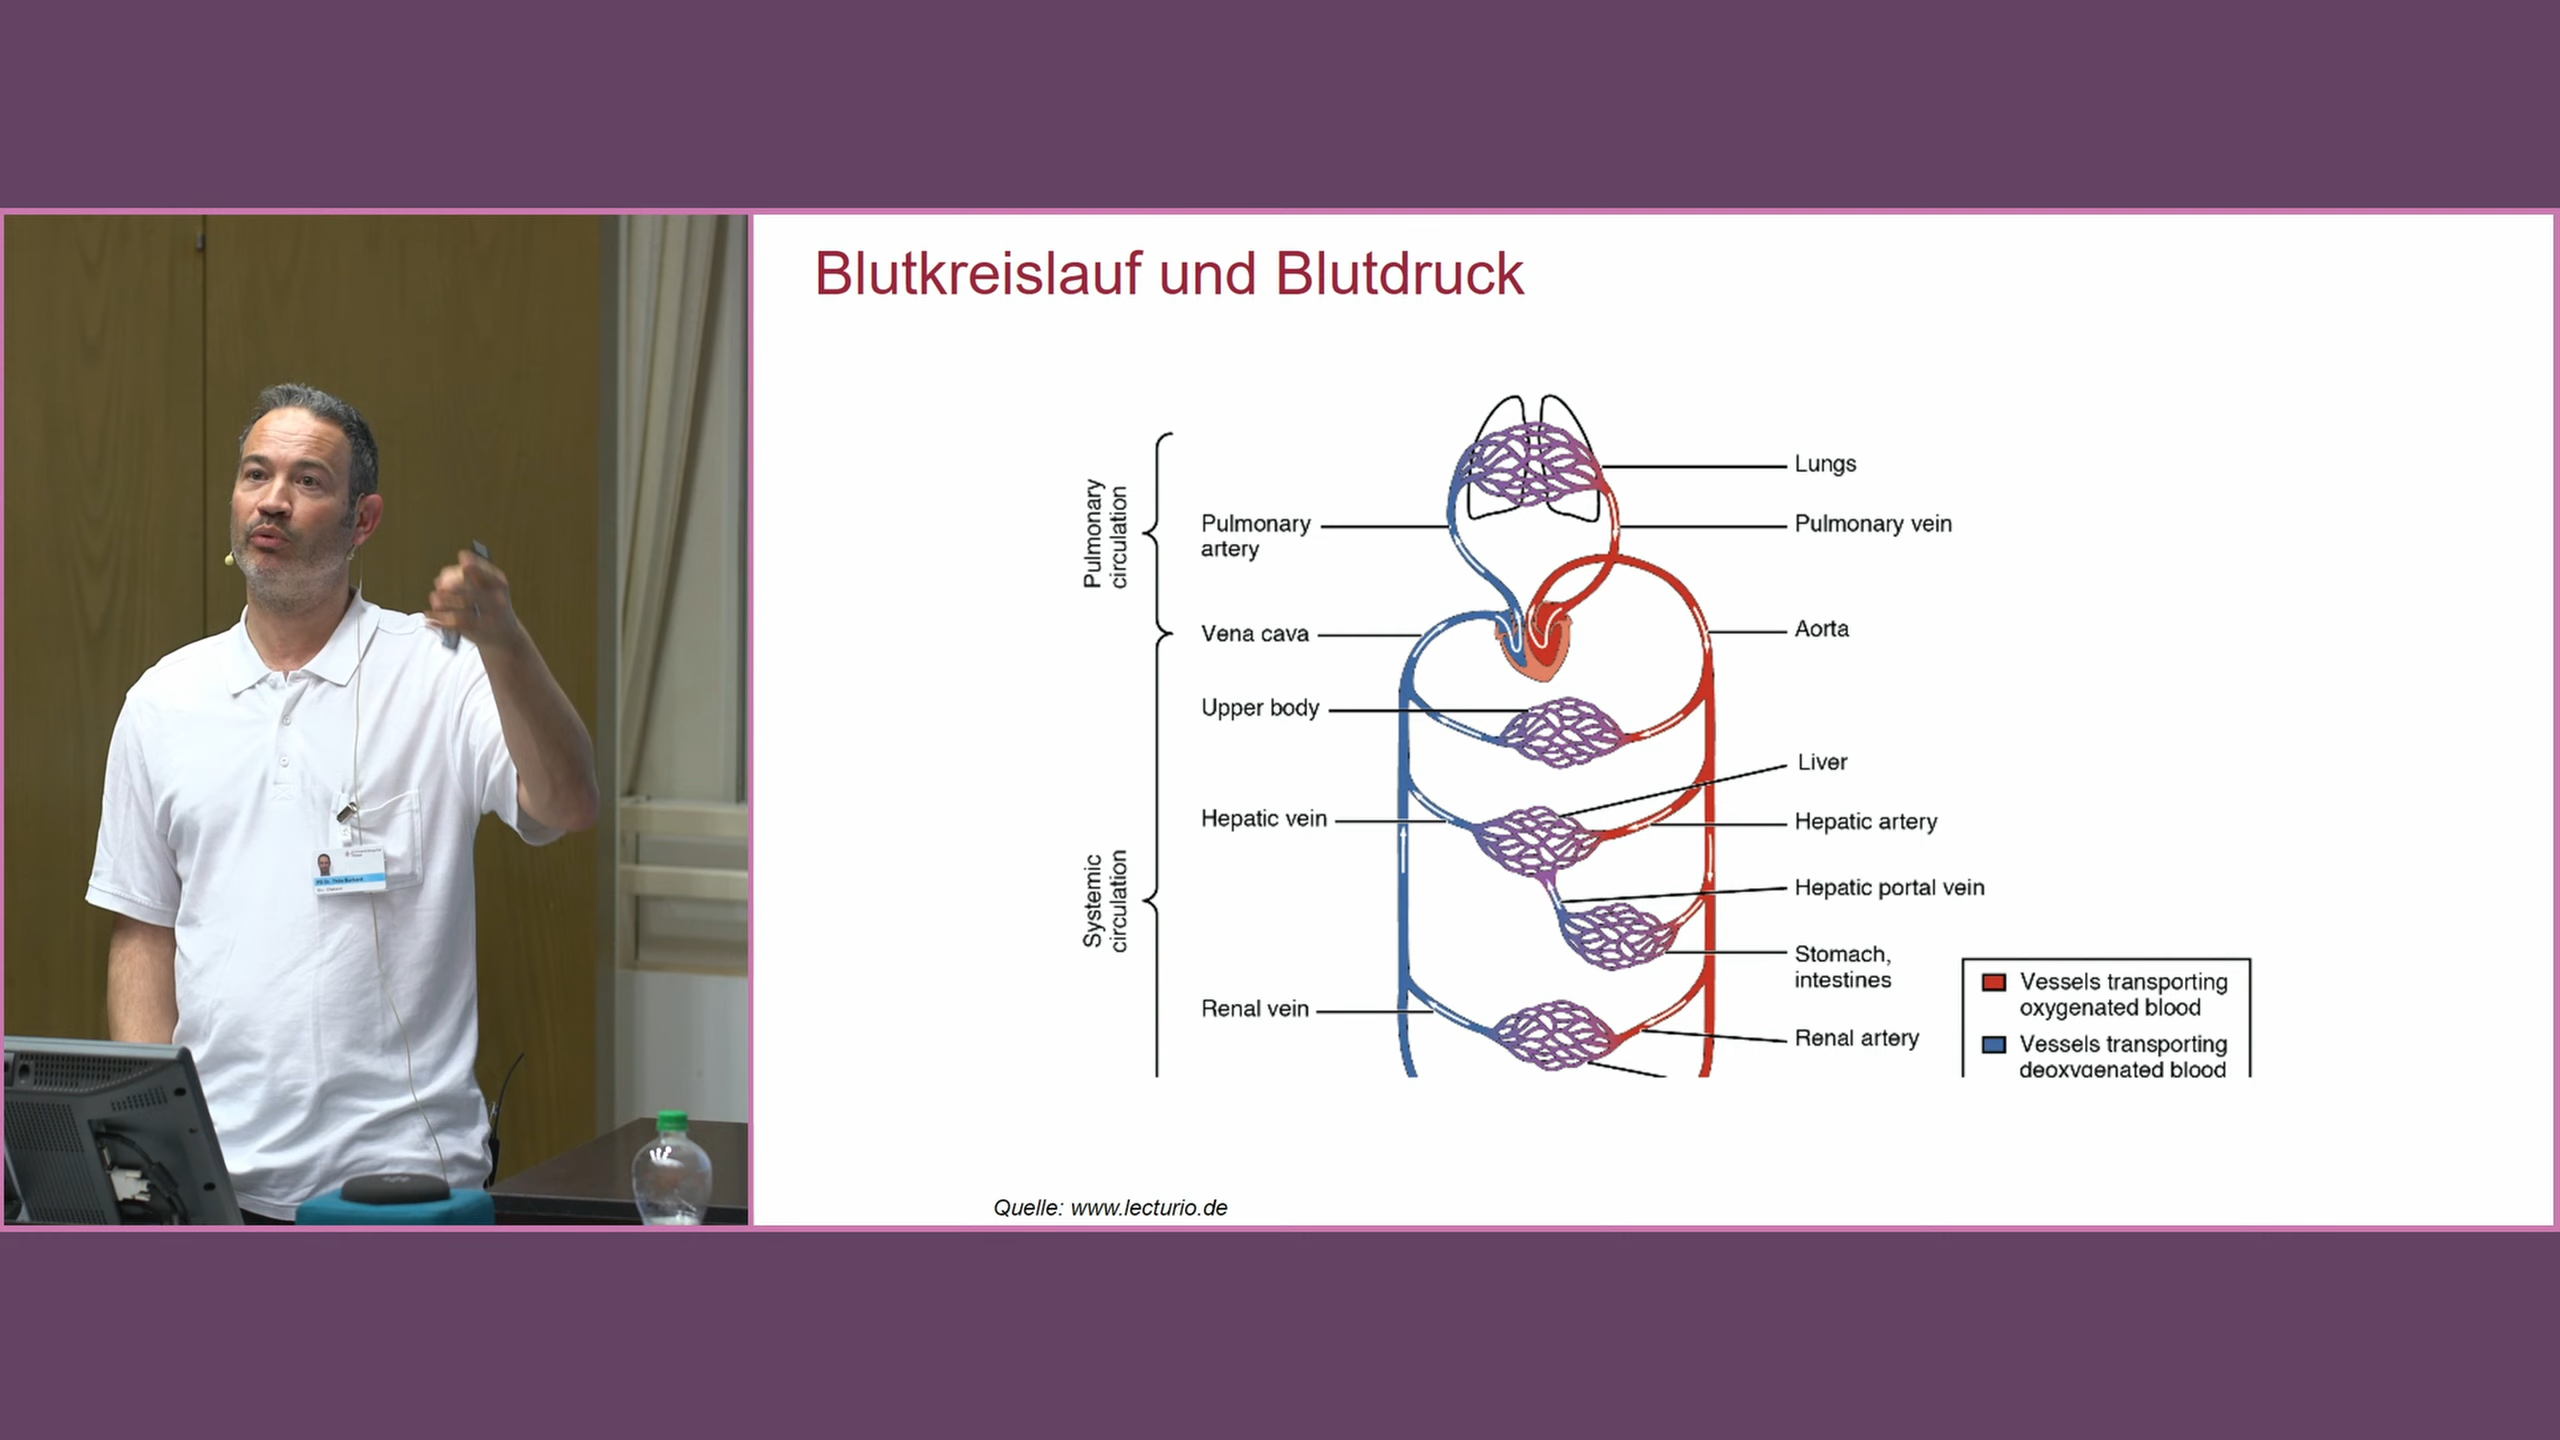 Blutkreislauf und Blutdruck
Pulmonary
circulation
Systemic
circulation
Pulmonary
artery
Vena cava
Upper body
Hepatic vein
Renal vein
Lungs
Pulmonary vein
Aorta
Liver
Hepatic artery
Hepatic portal vein
Stomach,
intestines
Renal artery
Vessels transporting
oxygenated blood
Vessels transporting
deoxygenated blood
Quelle: www.lecturio.de